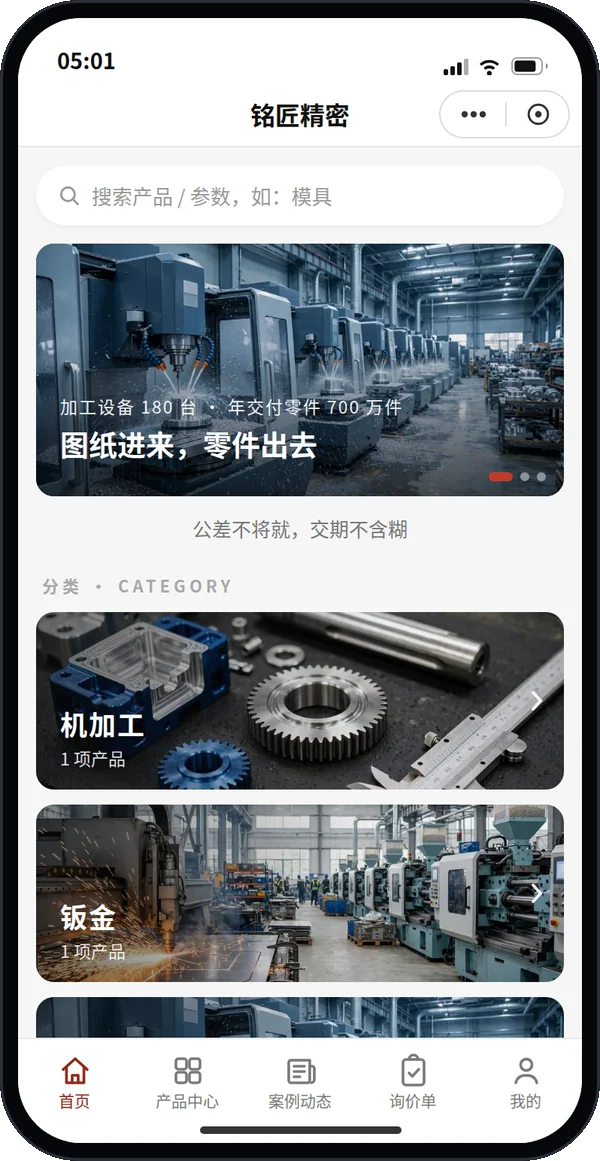 05:01
铭匠精密
搜索产品 / 参数，如：模具
加工设备 180 台 · 年交付零件 700 万件
图纸进来，零件出去
公差不将就，交期不含糊
分类 · CATEGORY
机加工
1 项产品
钣金
1 项产品
首页
产品中心
案例动态
询价单
我的